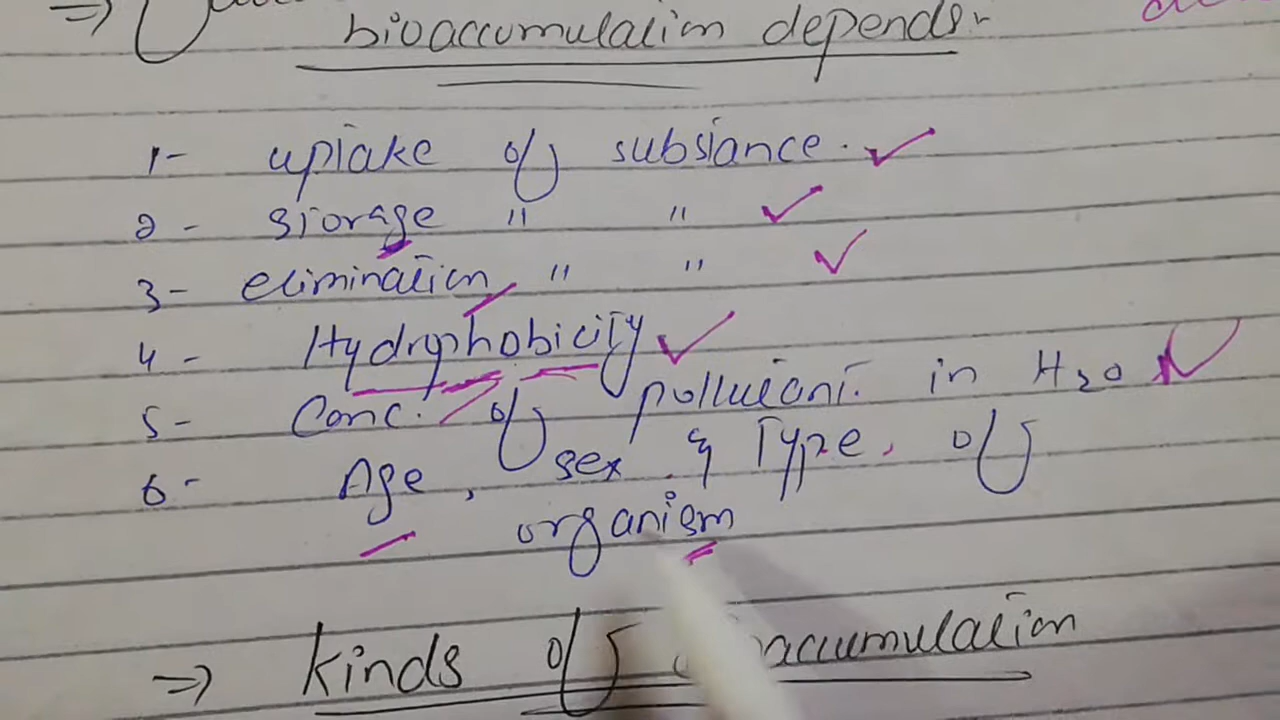 => bioaccumulation depends:-
1- uptake of substance. ✓
2- storage " " ✓
3- elimination " " ✓
4- Hydrophobicity ✓
5- Conc. of pollutant. in H2O ✓
6- Age, sex & Type, of
organism
=> kinds of